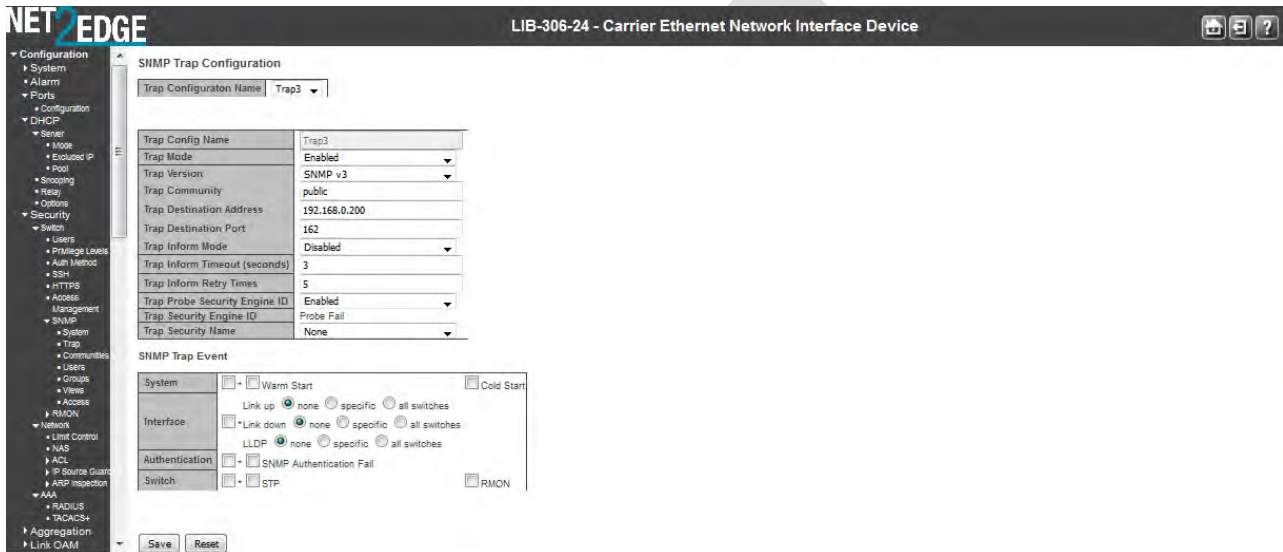 NET2EDGE
LIB-306-24 - Carrier Ethernet Network Interface Device
?
Configuration
System
Alarm
Ports
Configuration
DHCP
Server
Mode
Excluded IP
Pool
Snooping
Relay
Options
Security
Switch
Users
Privilege Levels
Auth Method
SSH
HTTPS
Access
Management
SNMP
System
Trap
Communities
Users
Groups
Views
Access
RMON
Network
Limit Control
NAS
ACL
IP Source Guard
ARP Inspection
AAA
RADIUS
TACACS+
Aggregation
Link OAM
SNMP Trap Configuration
Trap Configuraton Name Trap3
Trap Config Name Trap3
Trap Mode Enabled
Trap Version SNMP v3
Trap Community public
Trap Destination Address 192.168.0.200
Trap Destination Port 162
Trap Inform Mode Disabled
Trap Inform Timeout (seconds) 3
Trap Inform Retry Times 5
Trap Probe Security Engine ID Enabled
Trap Security Engine ID Probe Fail
Trap Security Name None
SNMP Trap Event
System * Warm Start Cold Start
Link up none specific all switches
Interface * Link down none specific all switches
LLDP none specific all switches
Authentication * SNMP Authentication Fail
Switch * STP RMON
Save Reset